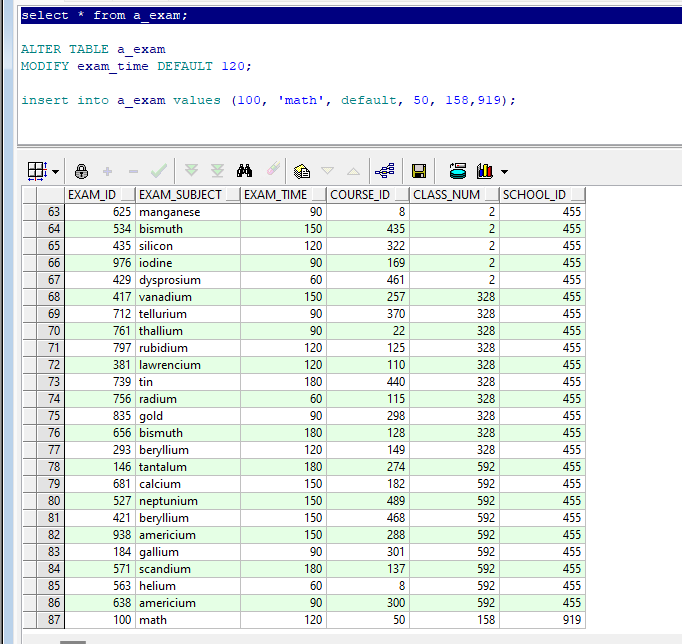 select * from a_exam;
ALTER TABLE a_exam
MODIFY exam_time DEFAULT 120;
insert into a_exam values (100, 'math', default, 50, 158,919);
EXAM_ID EXAM_SUBJECT EXAM_TIME COURSE_ID CLASS_NUM SCHOOL_ID
63 625 manganese 90 8 2 455
64 534 bismuth 150 435 2 455
65 435 silicon 120 322 2 455
66 976 iodine 90 169 2 455
67 429 dysprosium 60 461 2 455
68 417 vanadium 150 257 328 455
69 712 tellurium 90 370 328 455
70 761 thallium 90 22 328 455
71 797 rubidium 120 125 328 455
72 381 lawrencium 120 110 328 455
73 739 tin 180 440 328 455
74 756 radium 60 115 328 455
75 835 gold 90 298 328 455
76 656 bismuth 180 128 328 455
77 293 beryllium 120 149 328 455
78 146 tantalum 180 274 592 455
79 681 calcium 150 182 592 455
80 527 neptunium 150 489 592 455
81 421 beryllium 150 468 592 455
82 938 americium 150 288 592 455
83 184 gallium 90 301 592 455
84 571 scandium 180 137 592 455
85 563 helium 60 8 592 455
86 638 americium 90 300 592 455
87 100 math 120 50 158 919